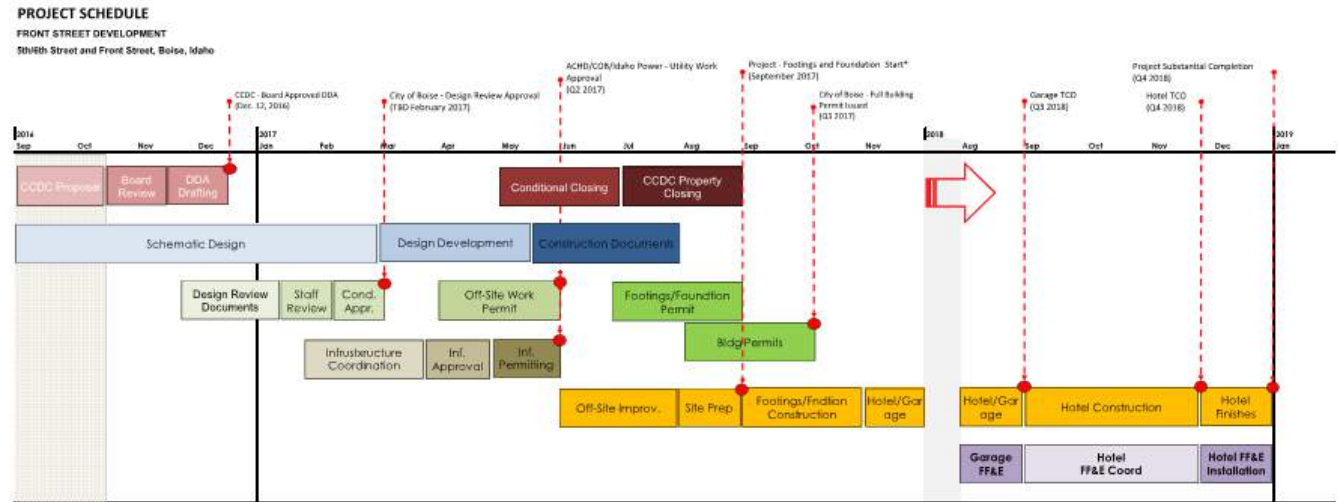 PROJECT SCHEDULE
FRONT STREET DEVELOPMENT
5th/6th Street and Front Street, Boise, Idaho
ACHD/COB/Idaho Power - Utility Work
Approval
(Q2 2017)
Project - Footings and Foundation Start*
(September 2017)
Project Substantial Completion
(Q4 2018)
CCDC - Board Approved DDA
(Dec. 12, 2016)
City of Boise - Design Review Approval
(TBD February 2017)
City of Boise - Full Building
Permit Issued
(Q3 2017)
Garage TCO
(Q3 2018)
Hotel TCO
(Q4 2018)
2016 2017 2018 2019
Sep Oct Nov Dec Jan Feb Mar Apr May Jun Jul Aug Sep Oct Nov Aug Sep Oct Nov Dec Jan
CCDC Proposal
Board
Review
DDA
Drafting
Conditional Closing
CCDC Property
Closing
Schematic Design
Design Development
Construction Documents
Design Review
Documents
Staff
Review
Cond.
Appr.
Off-Site Work
Permit
Footings/Foundtion
Permit
Bldg Permits
Infrustxructure
Coordination
Inf.
Approval
Inf.
Permitting
Off-Site Improv.
Site Prep
Footings/Fndtion
Construction
Hotel/Gar
age
Hotel/Gar
age
Hotel Construction
Hotel
Finishes
Garage
FF&E
Hotel
FF&E Coord
Hotel FF&E
Installation